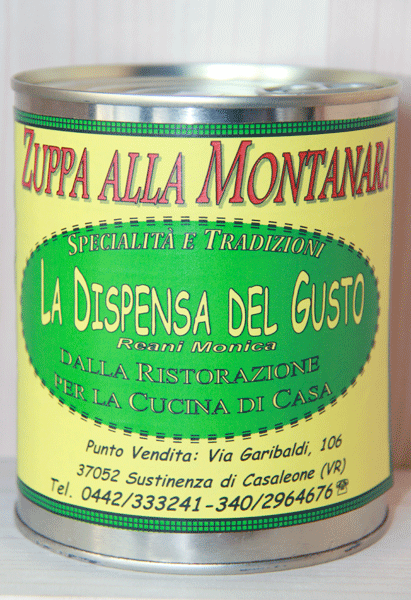 ZUPPA ALLA MONTANARA
SPECIALITÀ E TRADIZIONI
LA DISPENSA DEL GUSTO
Reani Monica
DALLA RISTORAZIONE
PER LA CUCINA DI CASA
Punto Vendita: Via Garibaldi, 106
37052 Sustinenza di Casaleone (VR)
Tel. 0442/333241-340/2964676☏